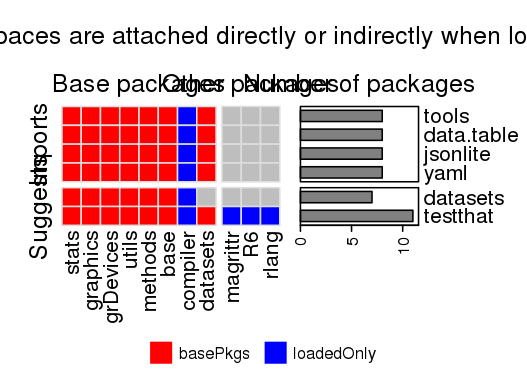 paces are attached directly or indirectly when lo
Base packages
Other packages
Number of packages
Imports
Suggests
tools
data.table
jsonlite
yaml
datasets
testthat
0
5
10
stats
graphics
grDevices
utils
methods
base
compiler
datasets
magrittr
R6
rlang
basePkgs
loadedOnly